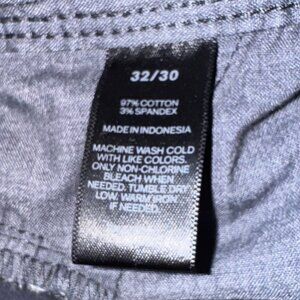 32/30
97% COTTON
3% SPANDEX
MADE IN INDONESIA
MACHINE WASH COLD
WITH LIKE COLORS.
ONLY NON-CHLORINE
BLEACH WHEN
NEEDED. TUMBLE DRY
LOW. WARM IRON
IF NEEDED.